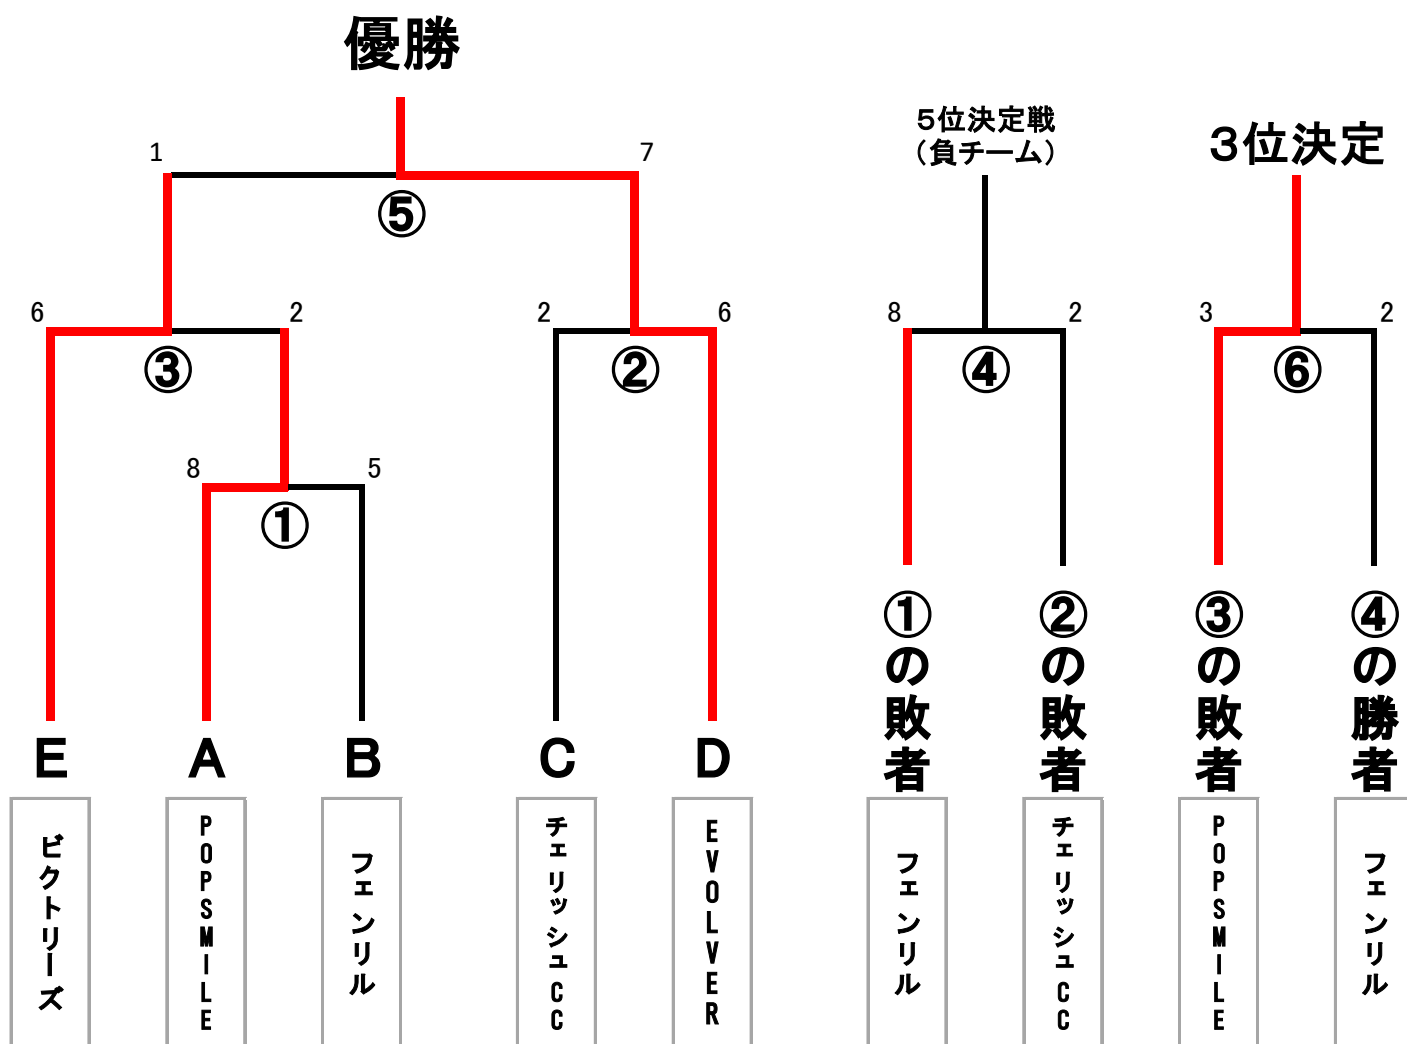 優勝
5位決定戦
（負チーム）
3位決定
1
7
⑤
6
2
2
6
8
2
3
2
③
②
④
⑥
8
5
①
①の敗者
②の敗者
③の敗者
④の勝者
E
A
B
C
D
ビクトリーズ
POPSMILE
フェンリル
チェリッシュCC
EVOLVER
フェンリル
チェリッシュCC
POPSMILE
フェンリル